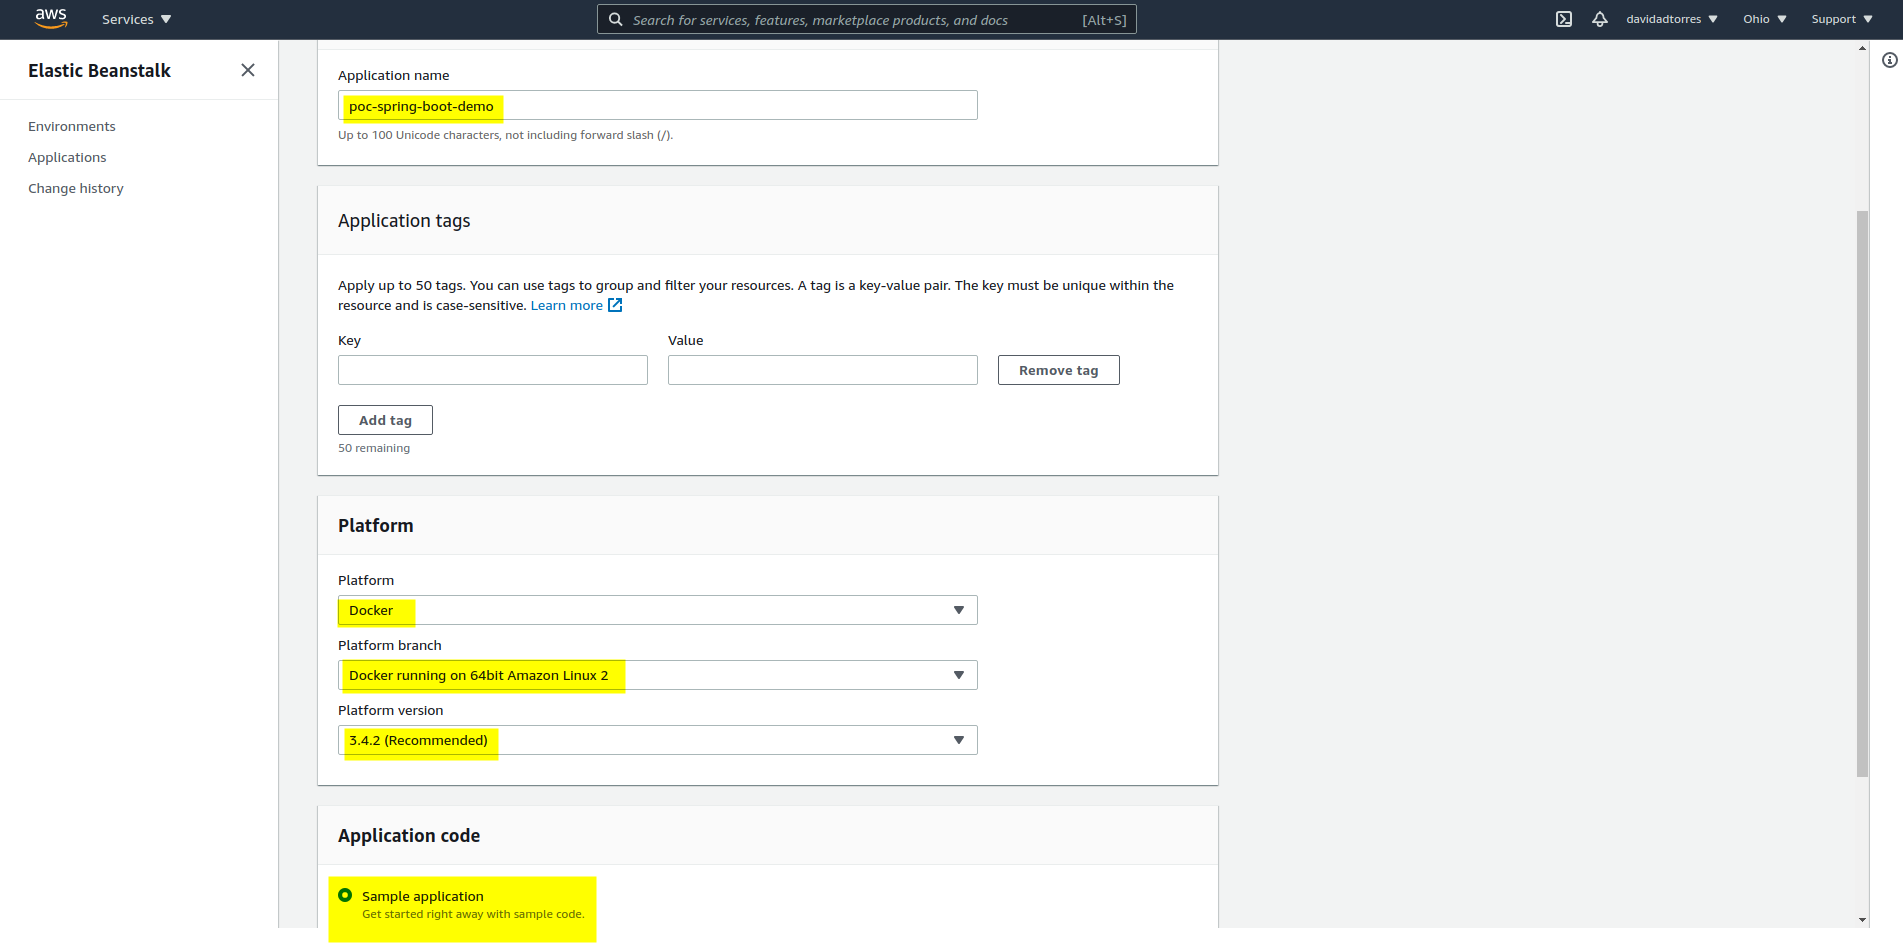 aws Services Search for services, features, marketplace products, and docs [Alt+S] davidadtorres Ohio Support
Elastic Beanstalk
Environments
Applications
Change history
Application name
poc-spring-boot-demo
Up to 100 Unicode characters, not including forward slash (/).
Application tags
Apply up to 50 tags. You can use tags to group and filter your resources. A tag is a key-value pair. The key must be unique within the
resource and is case-sensitive. Learn more
Key Value
Remove tag
Add tag
50 remaining
Platform
Platform
Docker
Platform branch
Docker running on 64bit Amazon Linux 2
Platform version
3.4.2 (Recommended)
Application code
Sample application
Get started right away with sample code.